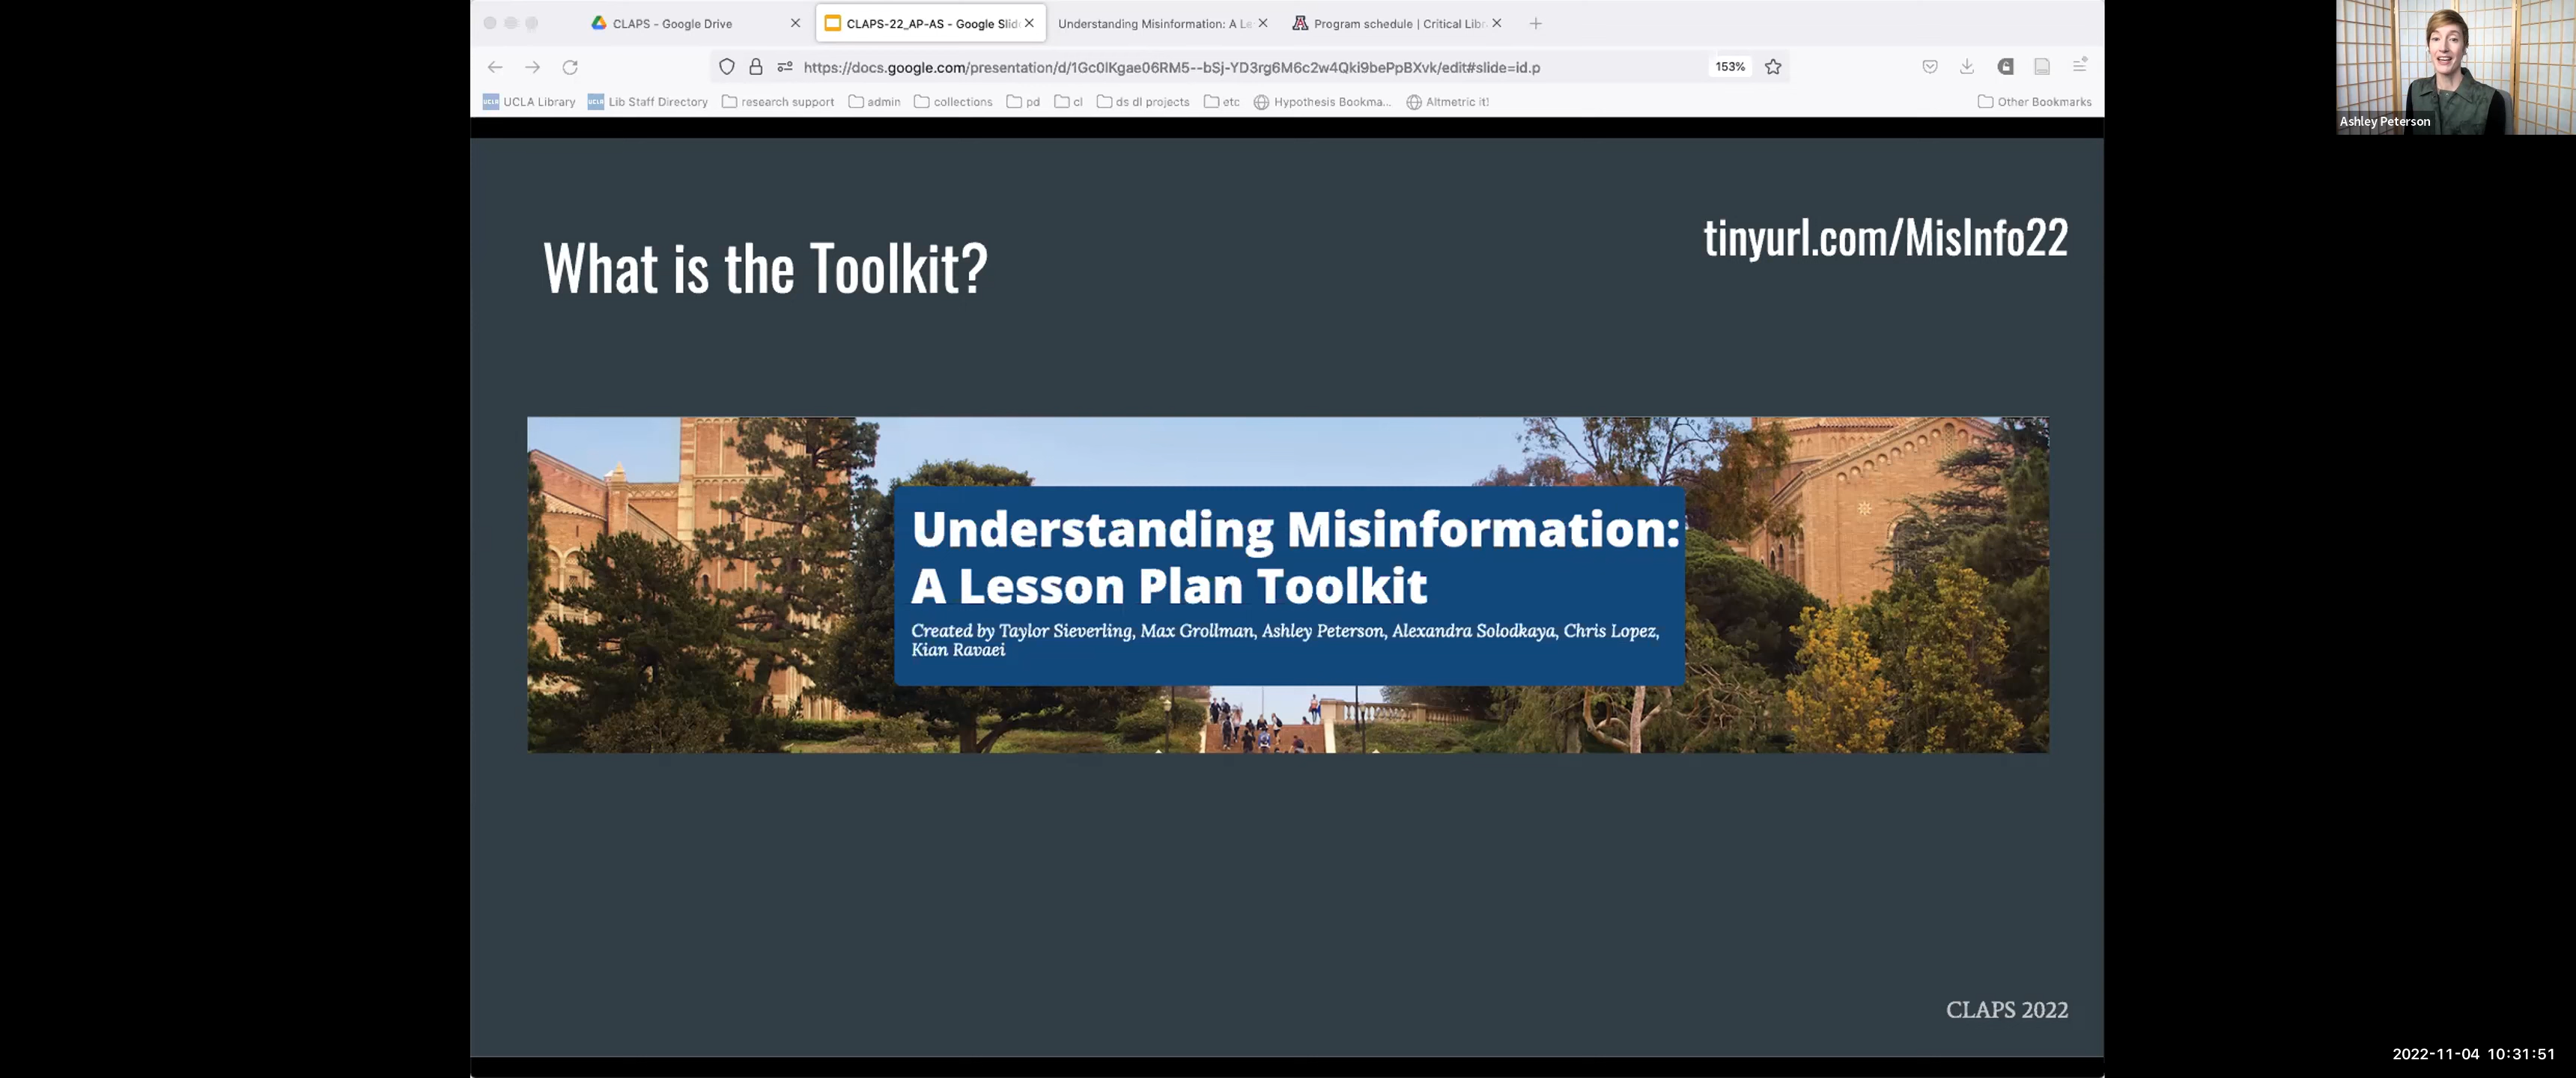 CLAPS - Google Drive
CLAPS-22_AP-AS - Google Slid
Understanding Misinformation: A Le
Program schedule | Critical Libr
https://docs.google.com/presentation/d/1Gc0lKgae06RM5--bSj-YD3rg6M6c2w4Qki9bePpBXvk/edit#slide=id.p
153%
UCLA Library
Lib Staff Directory
research support
admin
collections
pd
cl
ds dl projects
etc
Hypothesis Bookma...
Altmetric it!
Other Bookmarks
Ashley Peterson
What is the Toolkit?
tinyurl.com/MisInfo22
Understanding Misinformation:
A Lesson Plan Toolkit
Created by Taylor Sieverling, Max Grollman, Ashley Peterson, Alexandra Solodkaya, Chris Lopez,
Kian Ravaei
CLAPS 2022
2022-11-04 10:31:51